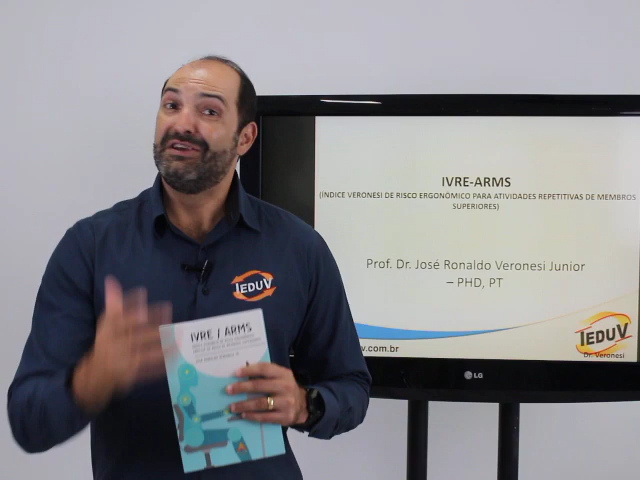 IVRE-ARMS
(ÍNDICE VERONESI DE RISCO ERGONÔMICO PARA ATIVIDADES REPETITIVAS DE MEMBROS
SUPERIORES)
Prof. Dr. José Ronaldo Veronesi Junior
– PHD, PT
v.com.br
IEDUV
Dr. Veronesi
LG
IEDUV
IVRE / ARMS